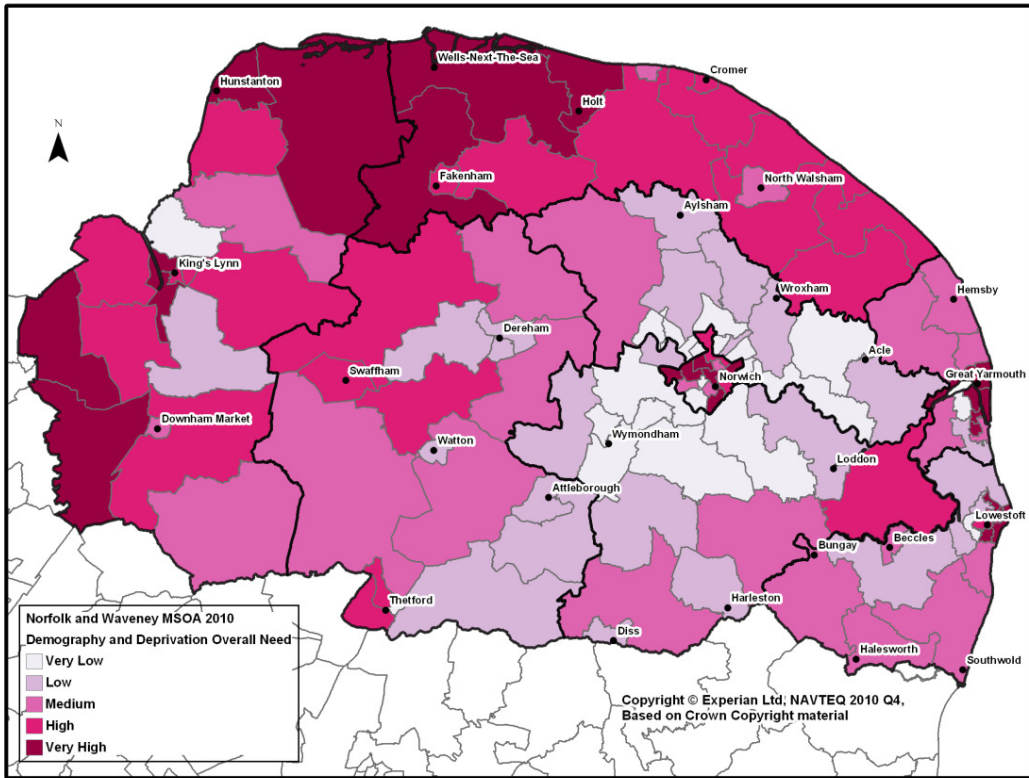 Wells-Next-The-Sea
Cromer
Hunstanton
Holt
N
Fakenham
North Walsham
Aylsham
King's Lynn
Wroxham
Hemsby
Dereham
Acle
Swaffham
Norwich
Great Yarmouth
Downham Market
Wymondham
Watton
Loddon
Attleborough
Lowestoft
Bungay
Beccles
Thetford
Harleston
Diss
Halesworth
Southwold
Norfolk and Waveney MSOA 2010
Demography and Deprivation Overall Need
Very Low
Low
Medium
High
Very High
Copyright © Experian Ltd, NAVTEQ 2010 Q4,
Based on Crown Copyright material